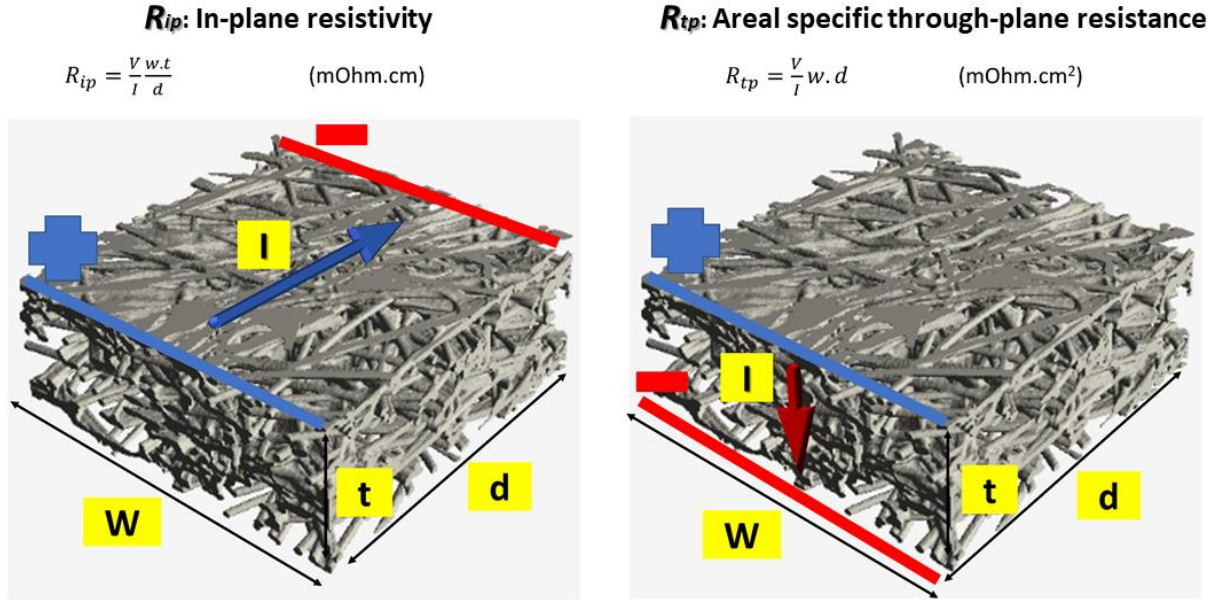 Rip: In-plane resistivity
Rip = V/I w.t/d (mOhm.cm)
I
W
t
d
Rtp: Areal specific through-plane resistance
Rtp = V/I w.d (mOhm.cm²)
I
W
t
d